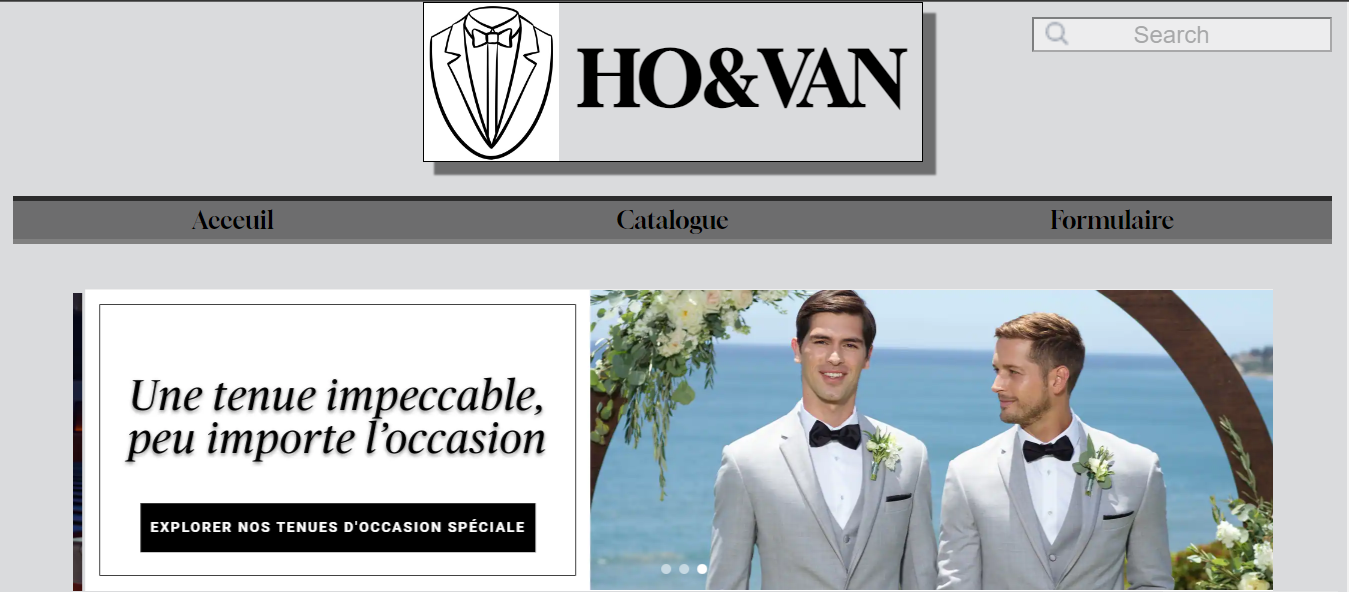 HO&VAN
Search
Acceuil
Catalogue
Formulaire
Une tenue impeccable,
peu importe l’occasion
EXPLORER NOS TENUES D'OCCASION SPÉCIALE